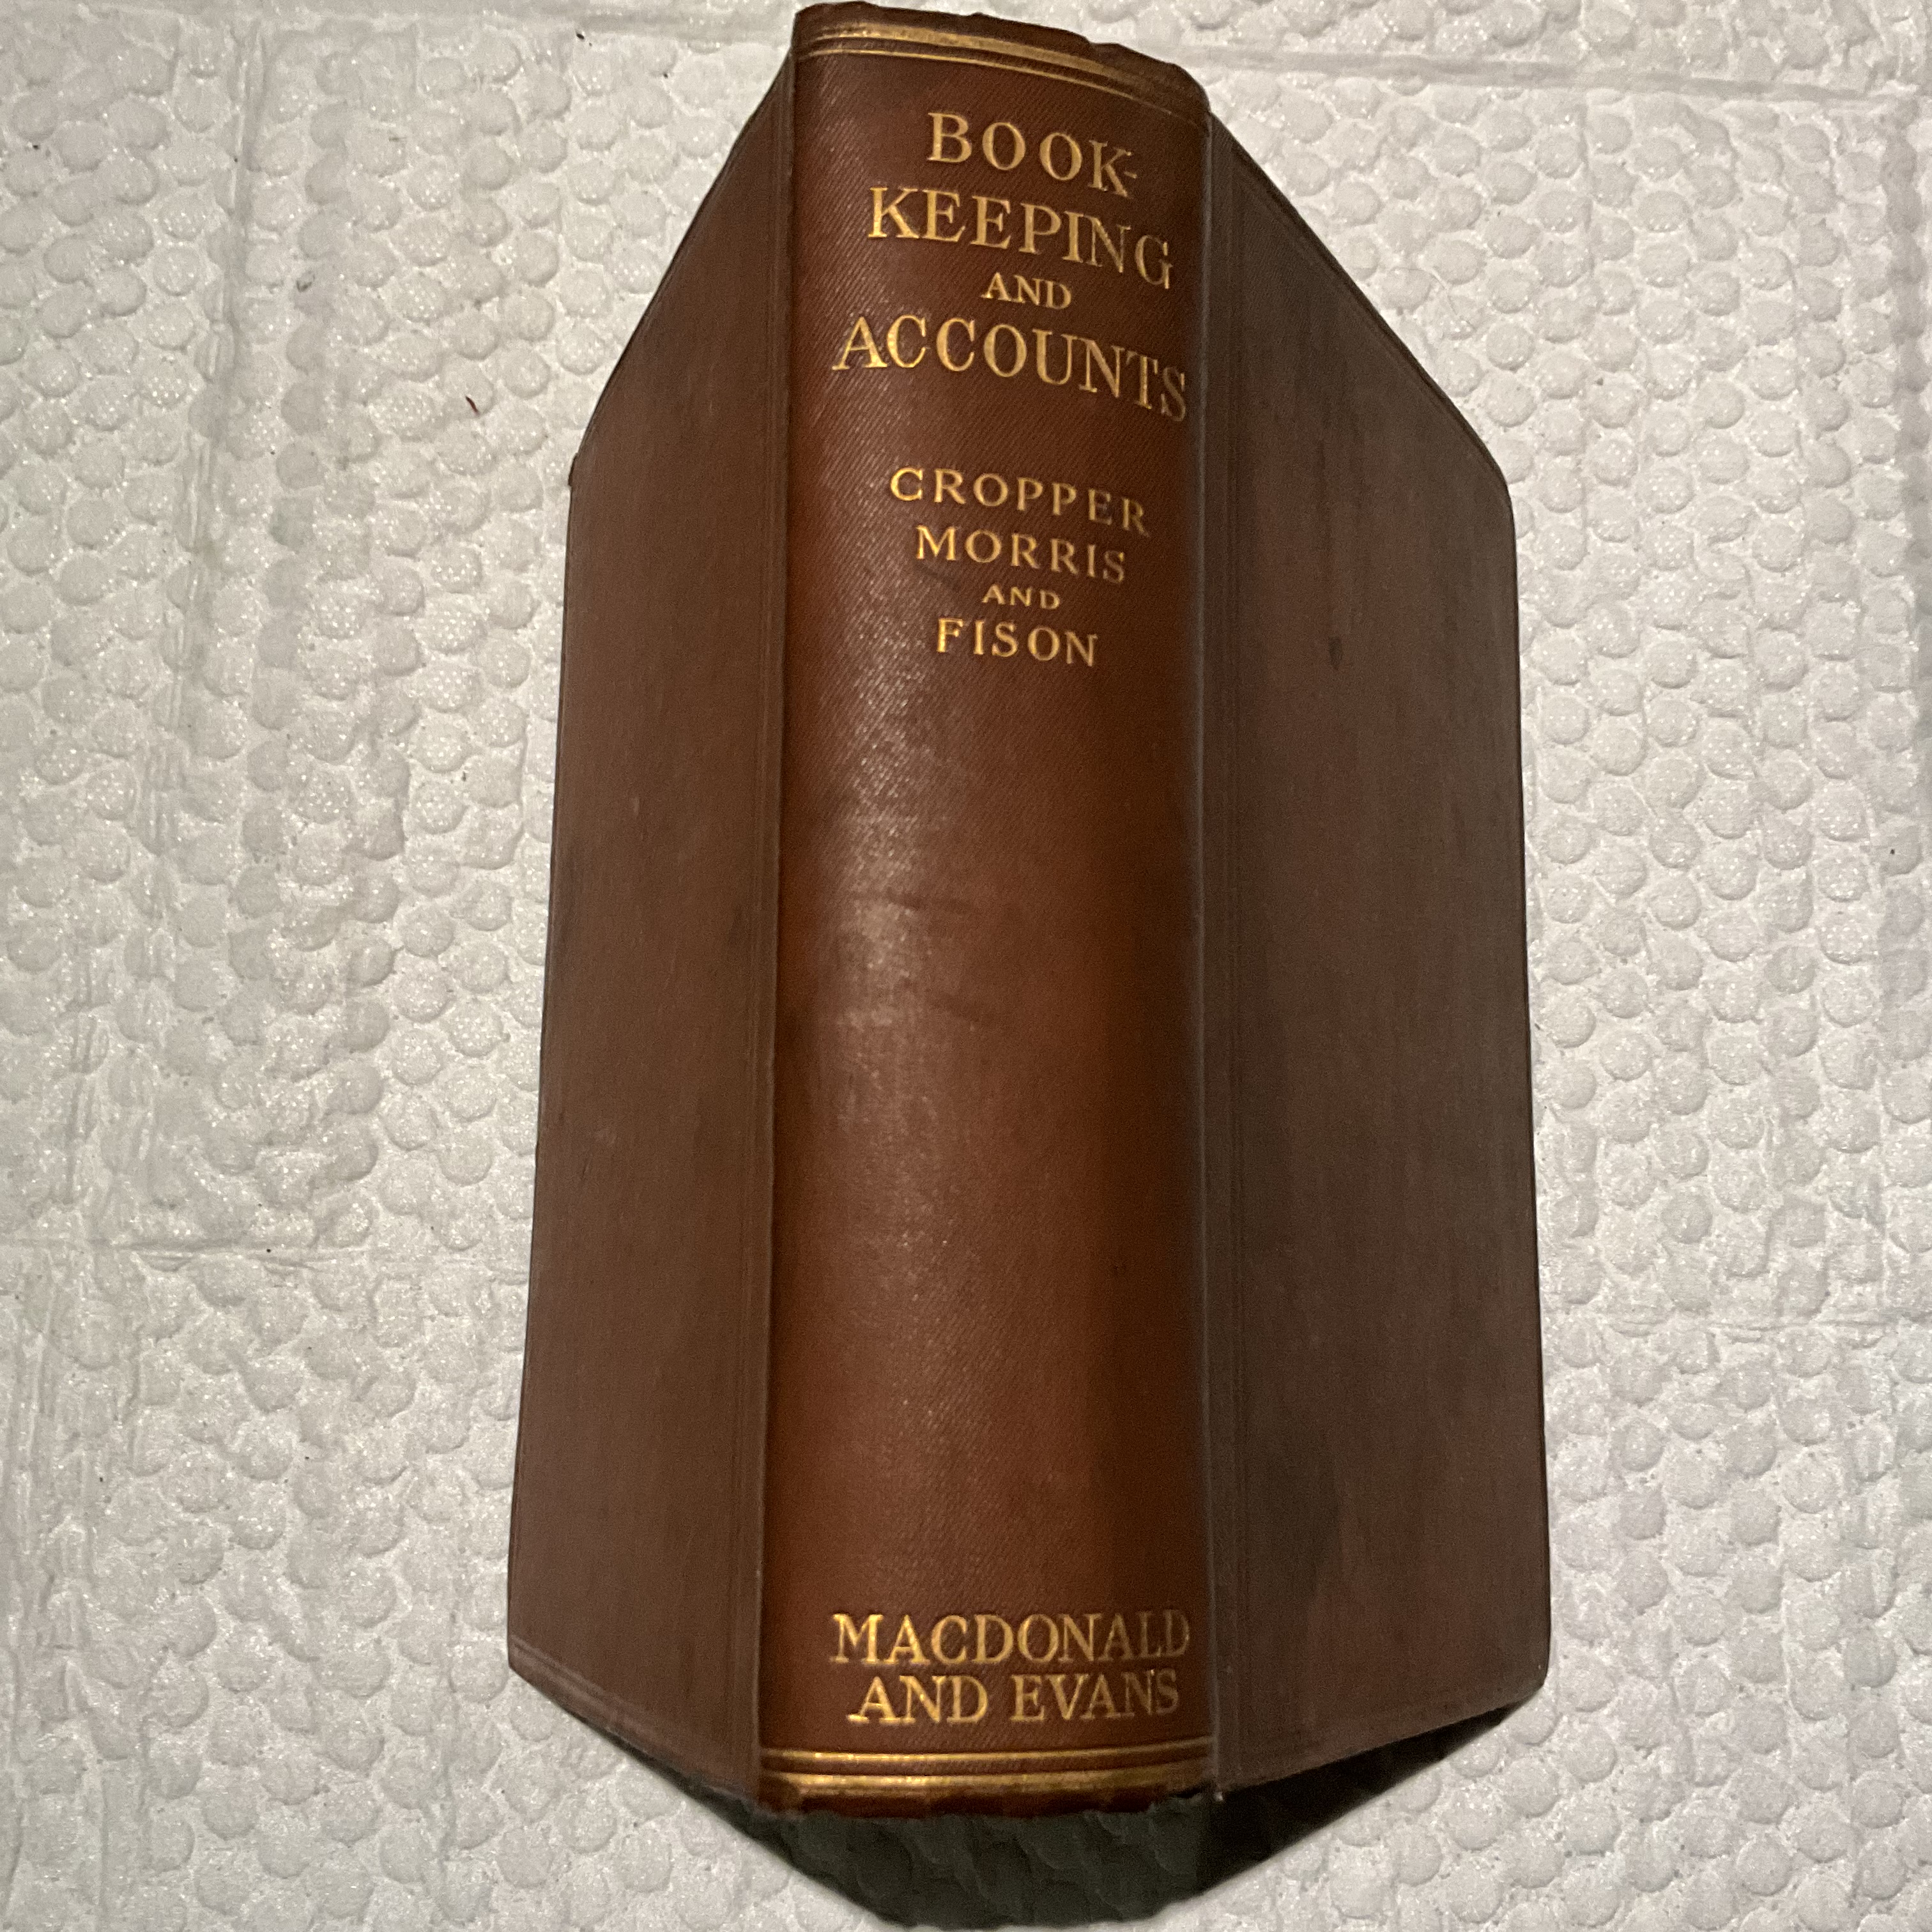 BOOK-
KEEPING
AND
ACCOUNTS
CROPPER
MORRIS
AND
FISON
MACDONALD
AND EVANS